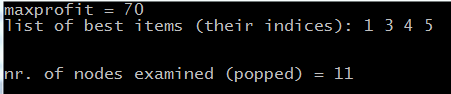 maxprofit = 70
list of best items (their indices): 1 3 4 5
nr. of nodes examined (popped) = 11